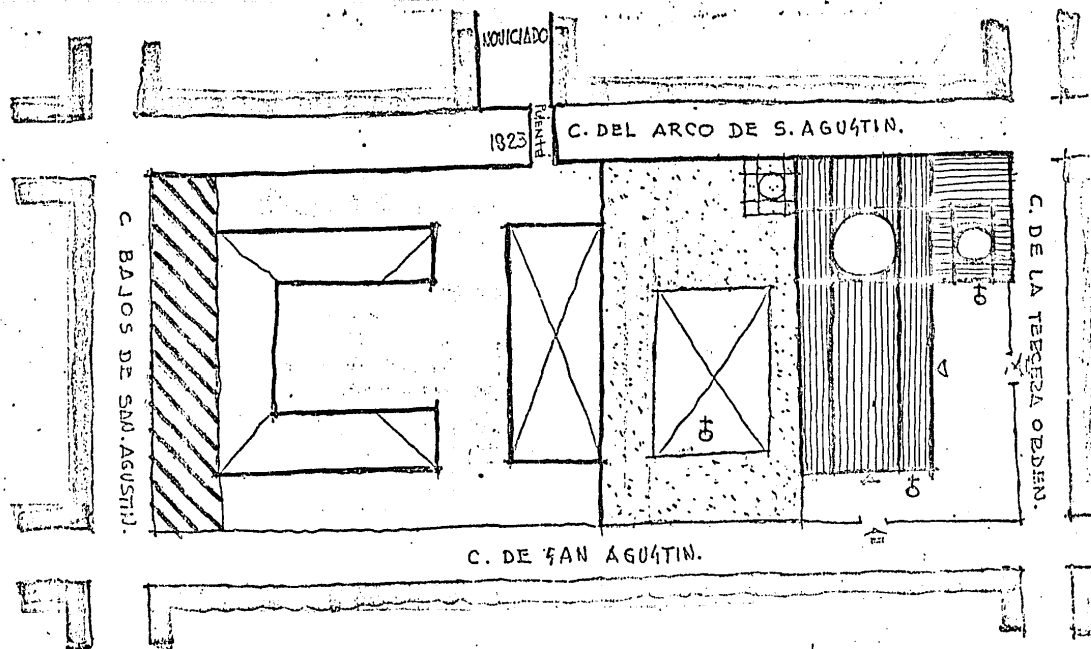 NOVICIADO
1823
PUENTE
C. DEL ARCO DE S. AGUSTIN.
C. BAJOS DE SAN. AGUSTIN.
C. DE LA TERCERA ORDEN.
C. DE SAN AGUSTIN.